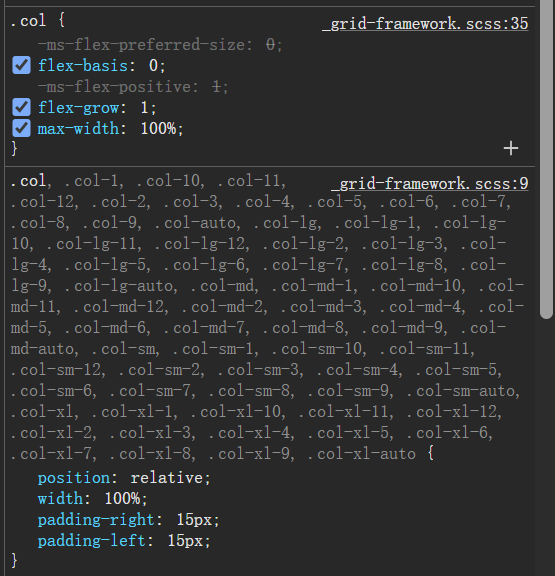 .col {
_grid-framework.scss:35
-ms-flex-preferred-size: 0;
flex-basis: 0;
-ms-flex-positive: 1;
flex-grow: 1;
max-width: 100%;
}
.col, .col-1, .col-10, .col-11,
_grid-framework.scss:9
.col-12, .col-2, .col-3, .col-4, .col-5, .col-6, .col-7,
.col-8, .col-9, .col-auto, .col-lg, .col-lg-1, .col-lg-
10, .col-lg-11, .col-lg-12, .col-lg-2, .col-lg-3, .col-
lg-4, .col-lg-5, .col-lg-6, .col-lg-7, .col-lg-8, .col-
lg-9, .col-lg-auto, .col-md, .col-md-1, .col-md-10, .col-
md-11, .col-md-12, .col-md-2, .col-md-3, .col-md-4, .col-
md-5, .col-md-6, .col-md-7, .col-md-8, .col-md-9, .col-
md-auto, .col-sm, .col-sm-1, .col-sm-10, .col-sm-11,
.col-sm-12, .col-sm-2, .col-sm-3, .col-sm-4, .col-sm-5,
.col-sm-6, .col-sm-7, .col-sm-8, .col-sm-9, .col-sm-auto,
.col-xl, .col-xl-1, .col-xl-10, .col-xl-11, .col-xl-12,
.col-xl-2, .col-xl-3, .col-xl-4, .col-xl-5, .col-xl-6,
.col-xl-7, .col-xl-8, .col-xl-9, .col-xl-auto {
position: relative;
width: 100%;
padding-right: 15px;
padding-left: 15px;
}